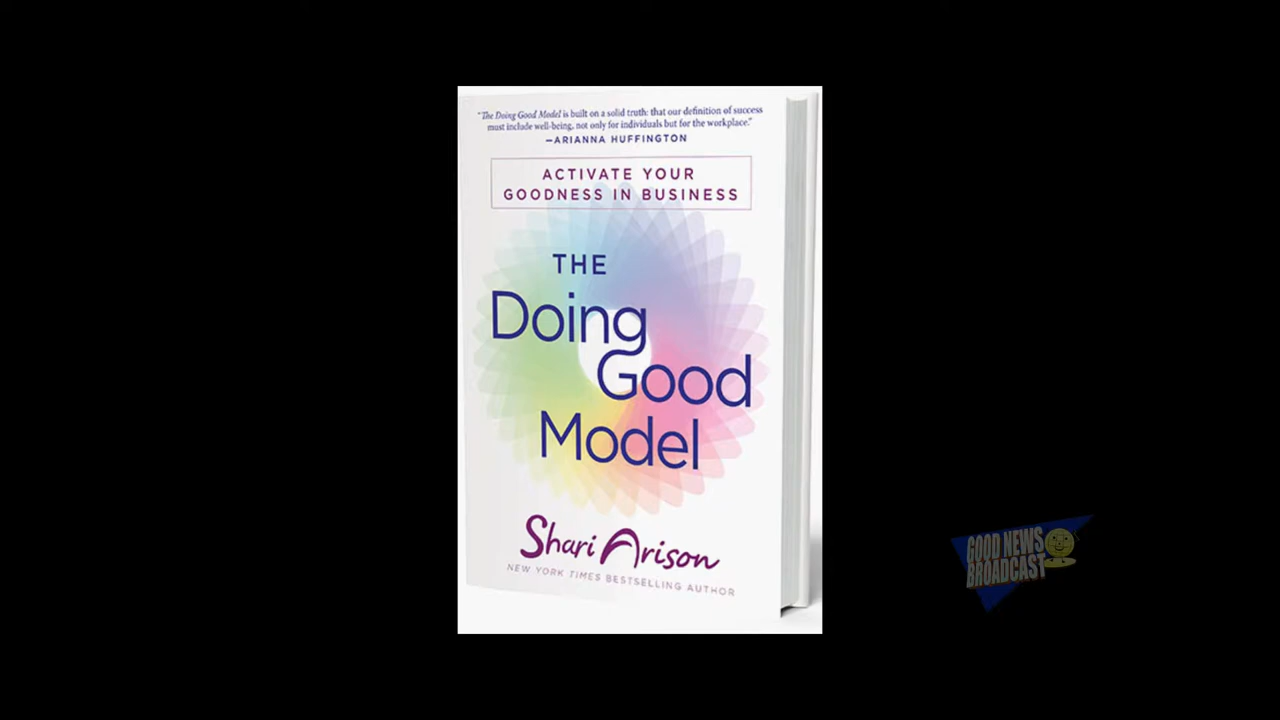 "The Doing Good Model is built on a solid truth: that our definition of success
must include well-being, not only for individuals but for the workplace."
—ARIANNA HUFFINGTON
ACTIVATE YOUR
GOODNESS IN BUSINESS
THE
Doing
Good
Model
Shari Arison
NEW YORK TIMES BESTSELLING AUTHOR
GOOD NEWS
BROADCAST